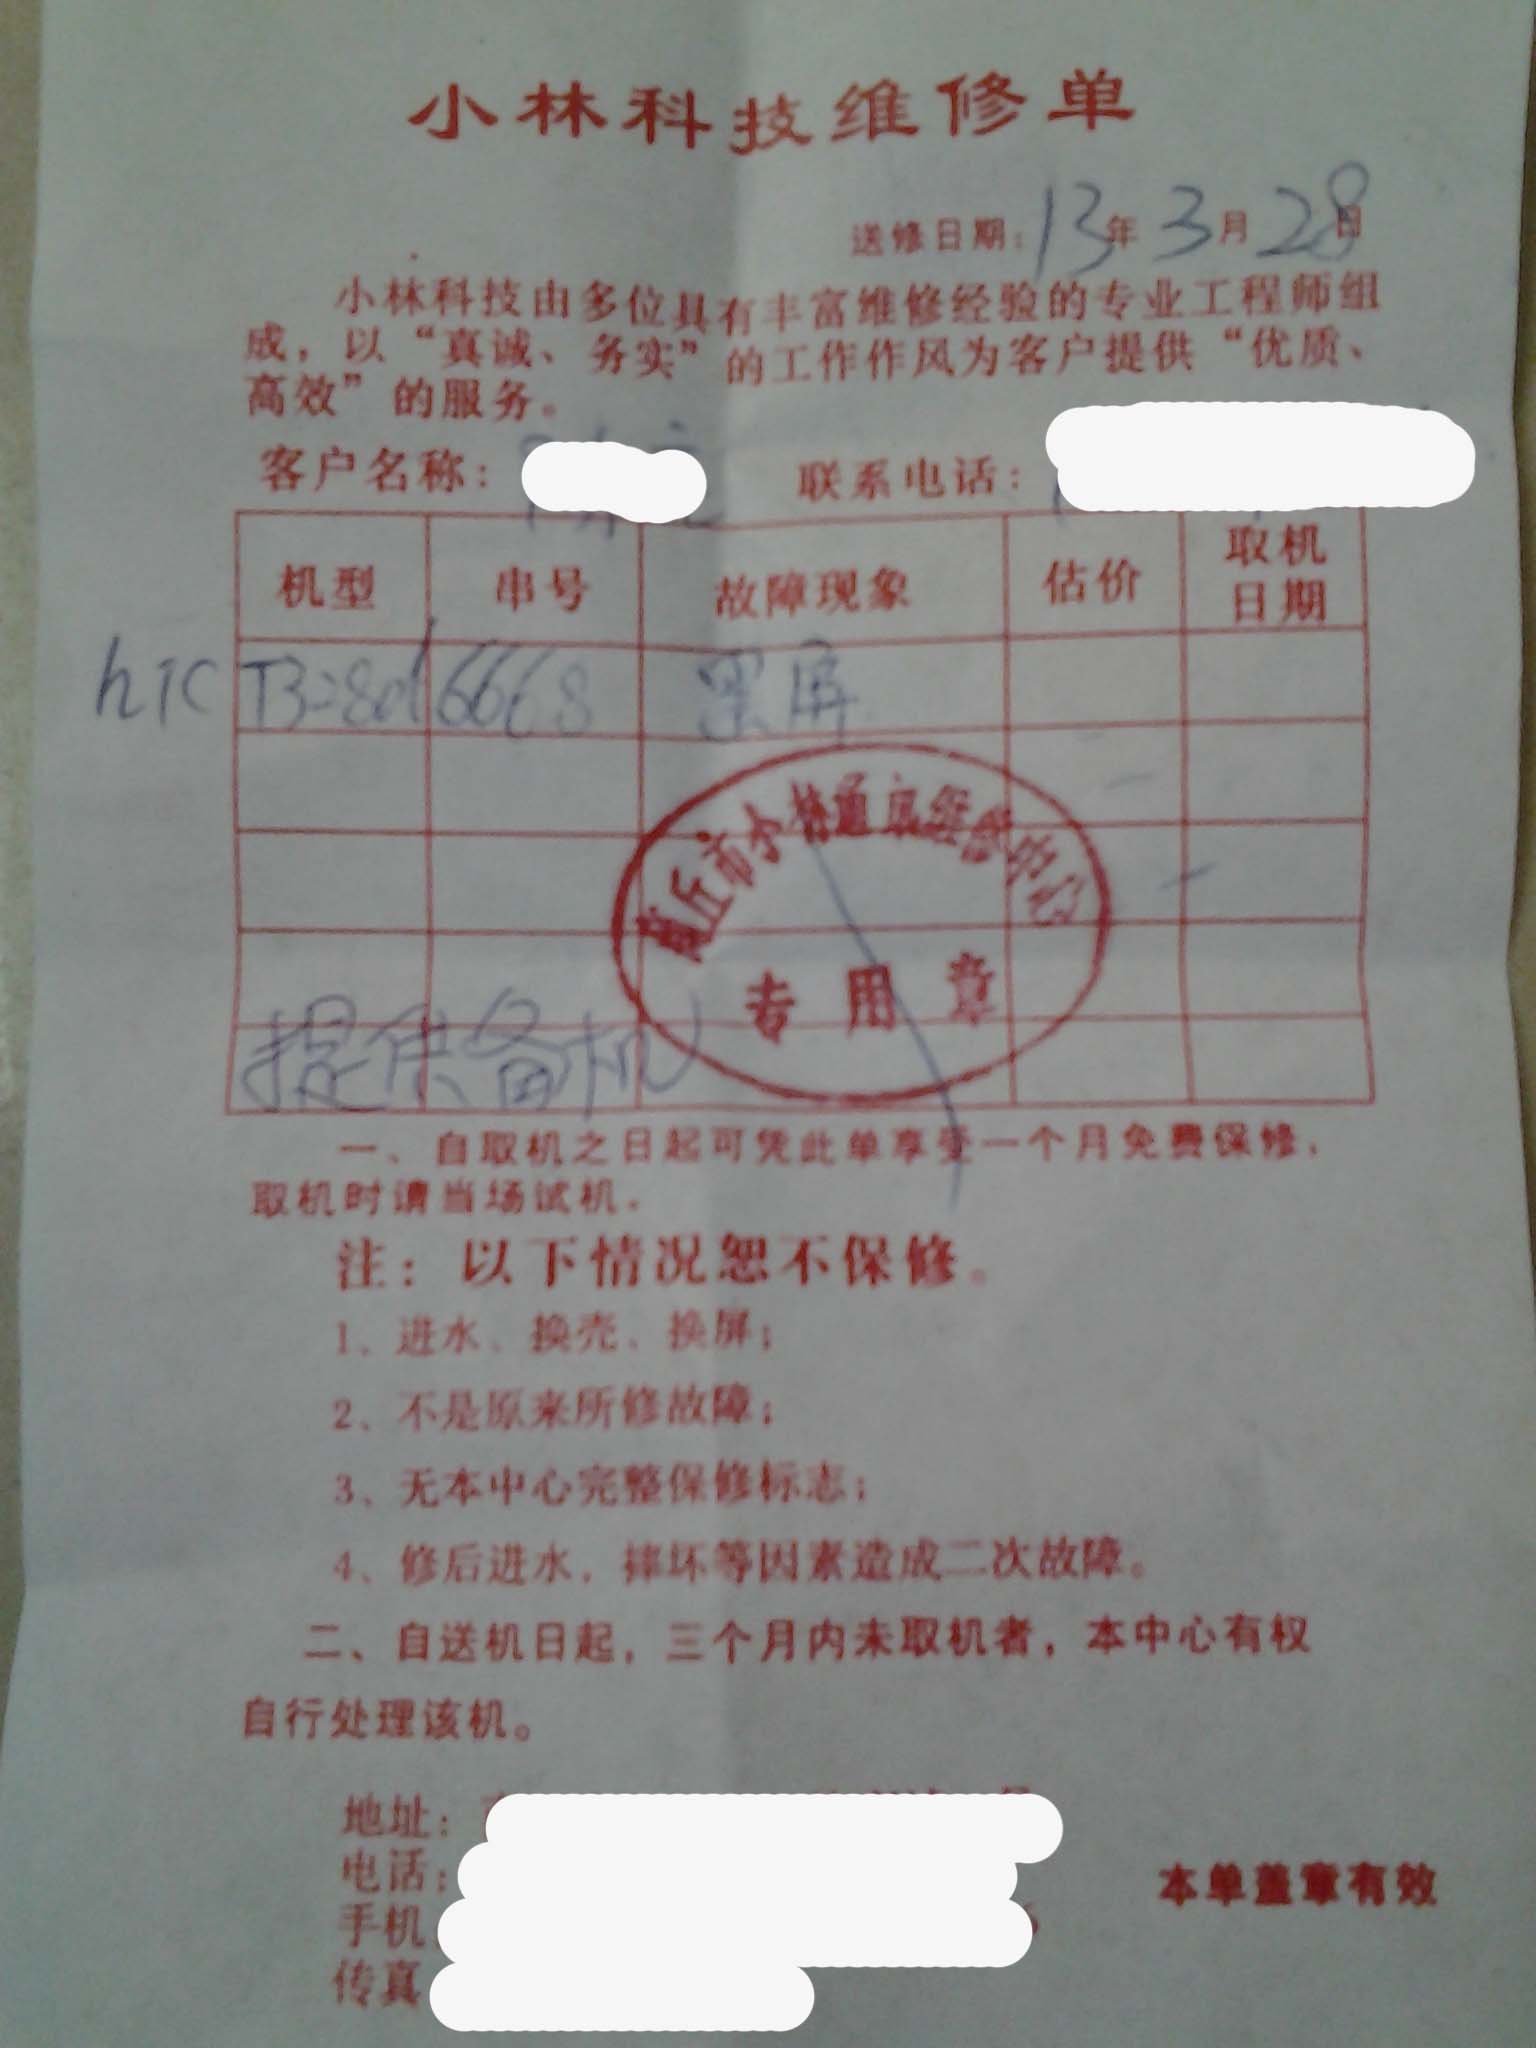 小林科技维修单
送修日期：13年3月28日
小林科技由多位具有丰富维修经验的专业工程师组
成，以“真诚、务实”的工作作风为客户提供“优质、
高效”的服务。
客户名称： 联系电话：
机型 串号 故障现象 估价 取机日期
hTC T328d 6668 黑屏
商丘市小林通讯经营中心
专用章
提供备机
一、自取机之日起可凭此单享受一个月免费保修，
取机时请当场试机。
注：以下情况恕不保修。
1、进水、换壳、换屏；
2、不是原来所修故障；
3、无本中心完整保修标志；
4、修后进水，摔坏等因素造成二次故障。
二、自送机日起，三个月内未取机者，本中心有权
自行处理该机。
地址：
电话：
手机
传真
本单盖章有效